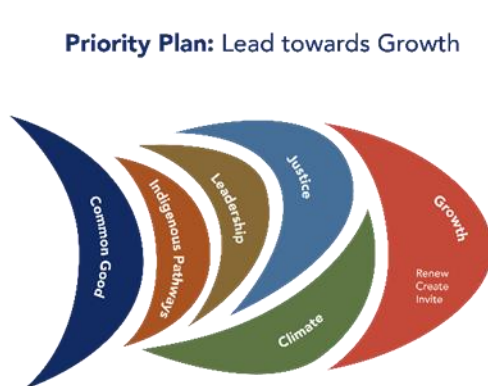 Priority Plan: Lead towards Growth
Common Good
Indigenous Pathways
Leadership
Justice
Climate
Growth
Renew
Create
Invite